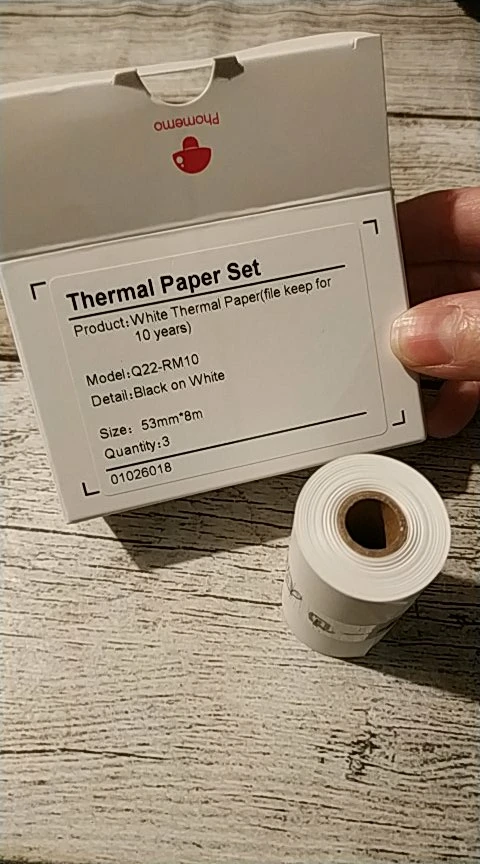 Phomemo
Thermal Paper Set
Product:White Thermal Paper(file keep for
10 years)
Model:Q22-RM10
Detail:Black on White
Size: 53mm*8m
Quantity:3
01026018